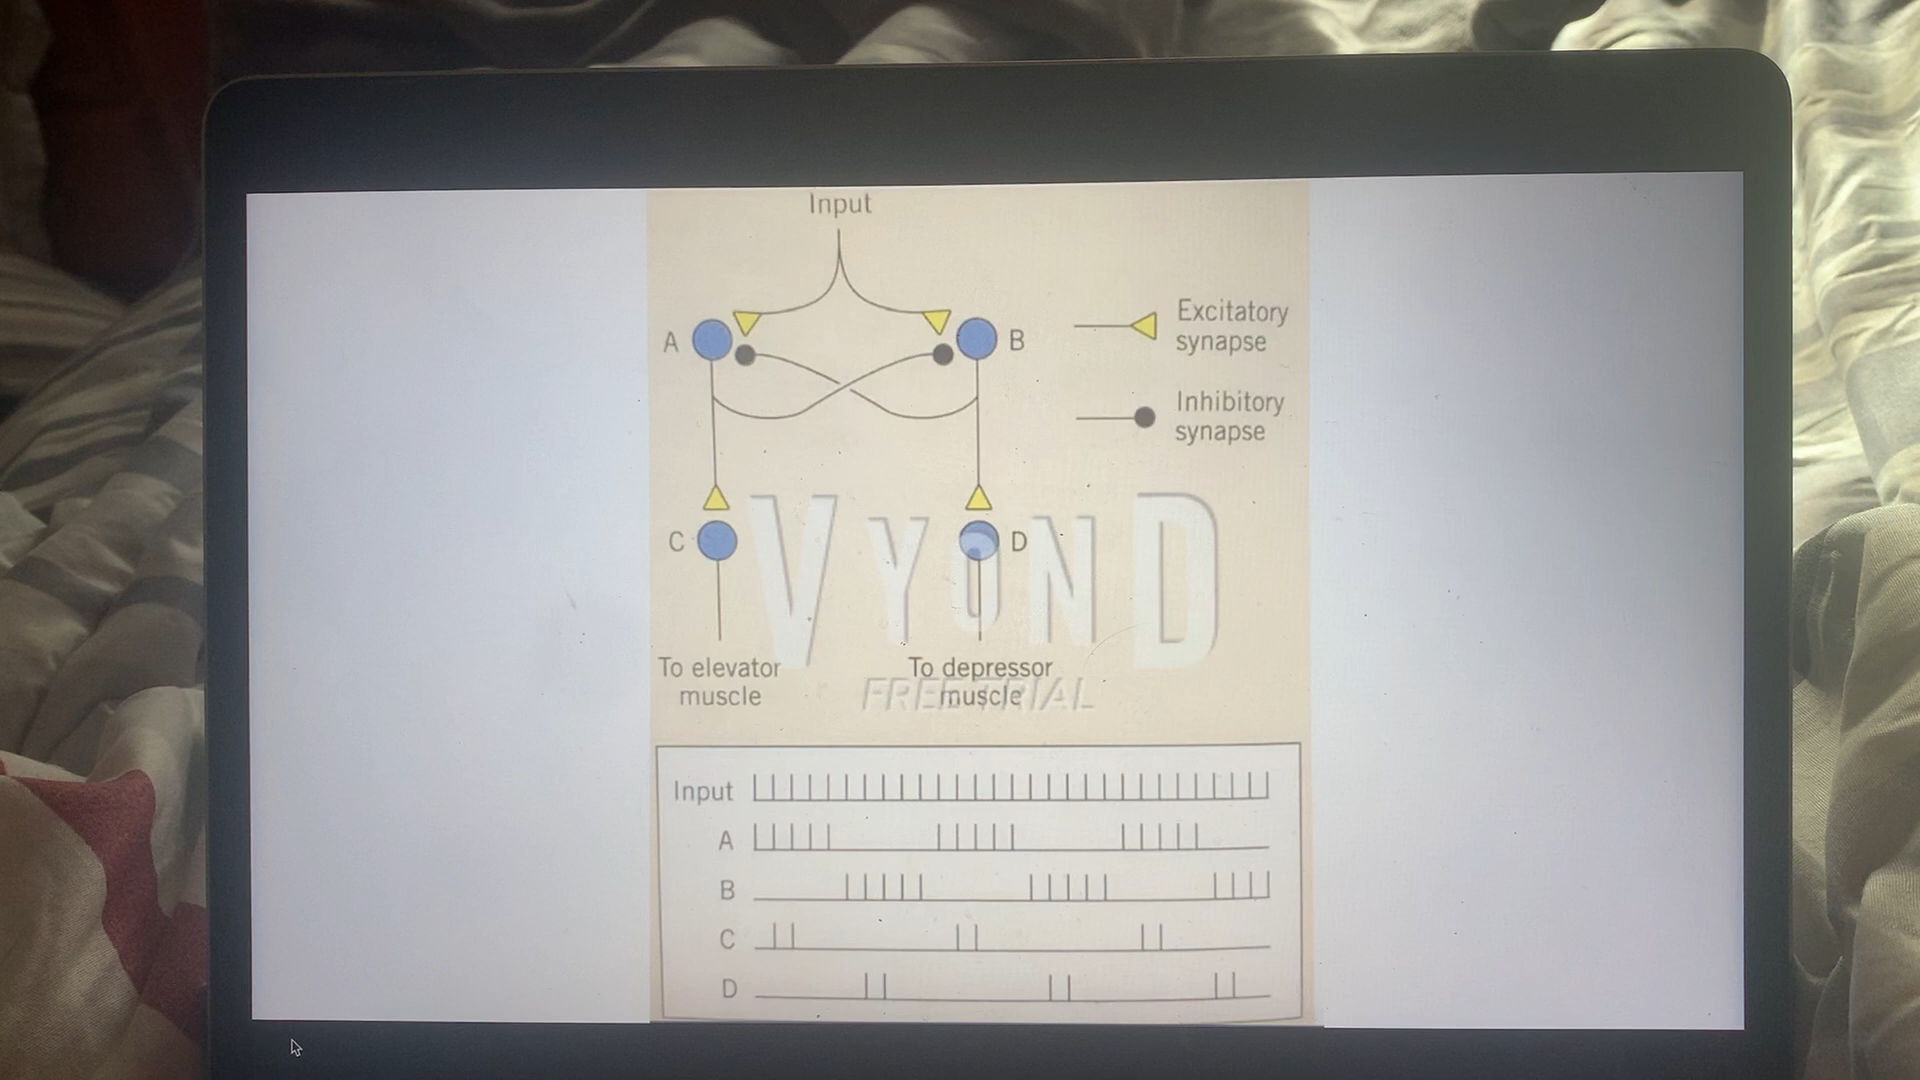 Input
A
B
Excitatory
synapse
Inhibitory
synapse
C
D
VYOND
FREE TRIAL
To elevator
muscle
To depressor
muscle
Input
A
B
C
D